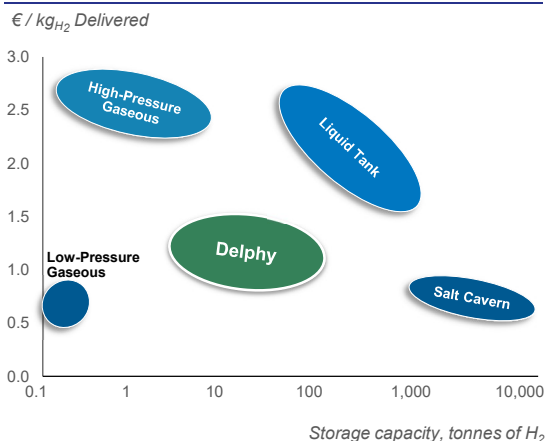 € / kgH2 Delivered
3.0
High-Pressure
Gaseous
2.5
Liquid Tank
2.0
1.5
Delphy
Low-Pressure
Gaseous
1.0
Salt Cavern
0.5
0.0
0.1 1 10 100 1,000 10,000
Storage capacity, tonnes of H2